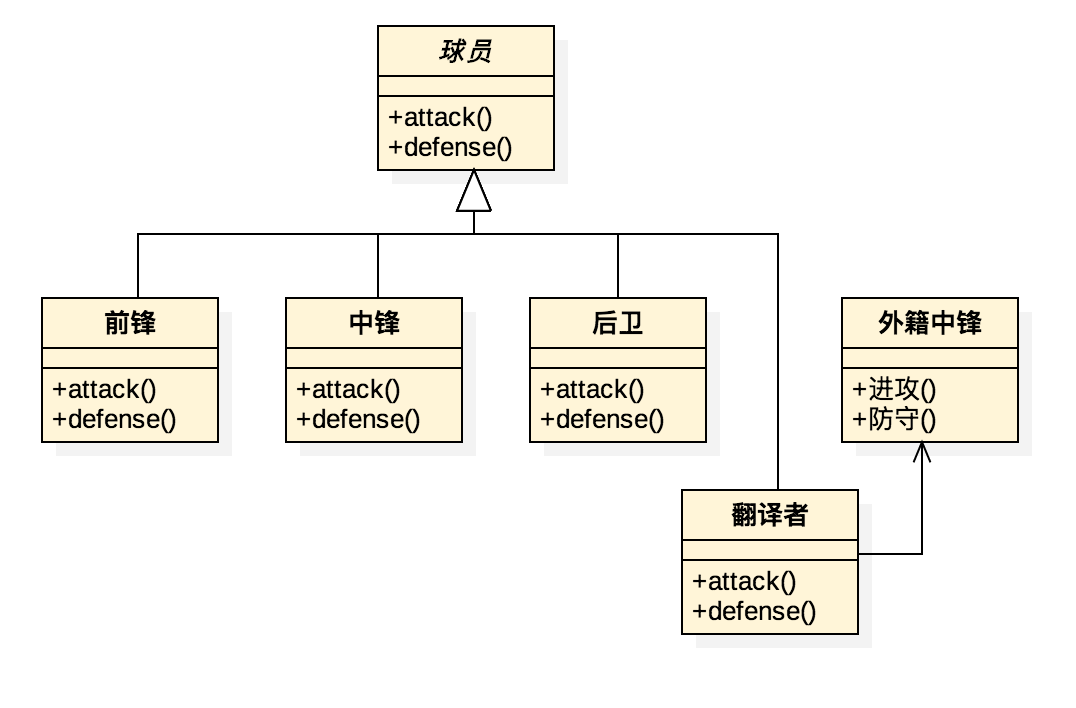 球员
+attack()
+defense()
前锋
+attack()
+defense()
中锋
+attack()
+defense()
后卫
+attack()
+defense()
外籍中锋
+进攻()
+防守()
翻译者
+attack()
+defense()